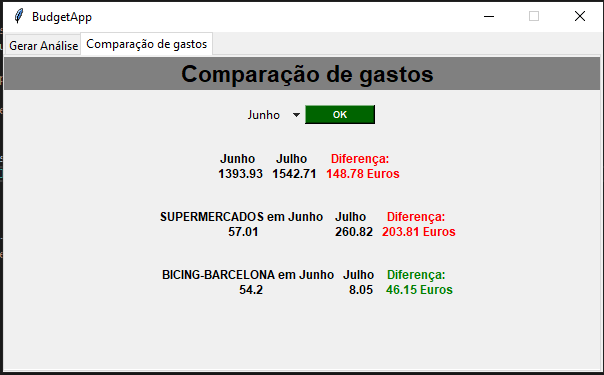 BudgetApp
Gerar Análise Comparação de gastos
Comparação de gastos
Junho OK
Junho Julho Diferença:
1393.93 1542.71 148.78 Euros
SUPERMERCADOS em Junho Julho Diferença:
57.01 260.82 203.81 Euros
BICING-BARCELONA em Junho Julho Diferença:
54.2 8.05 46.15 Euros